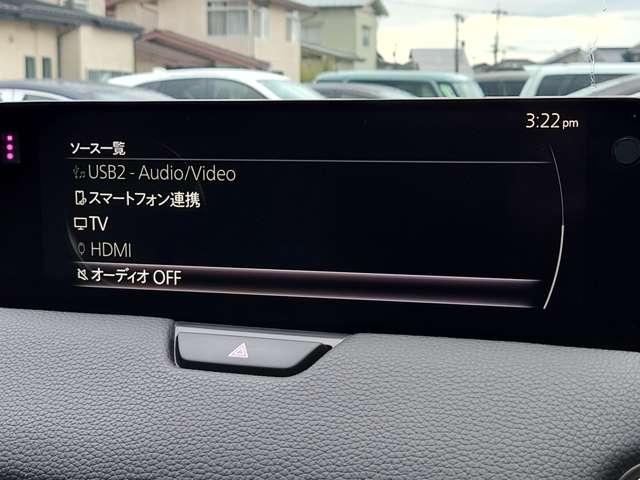 3:22 pm
ソース一覧
USB2 - Audio/Video
スマートフォン連携
TV
HDMI
オーディオ OFF